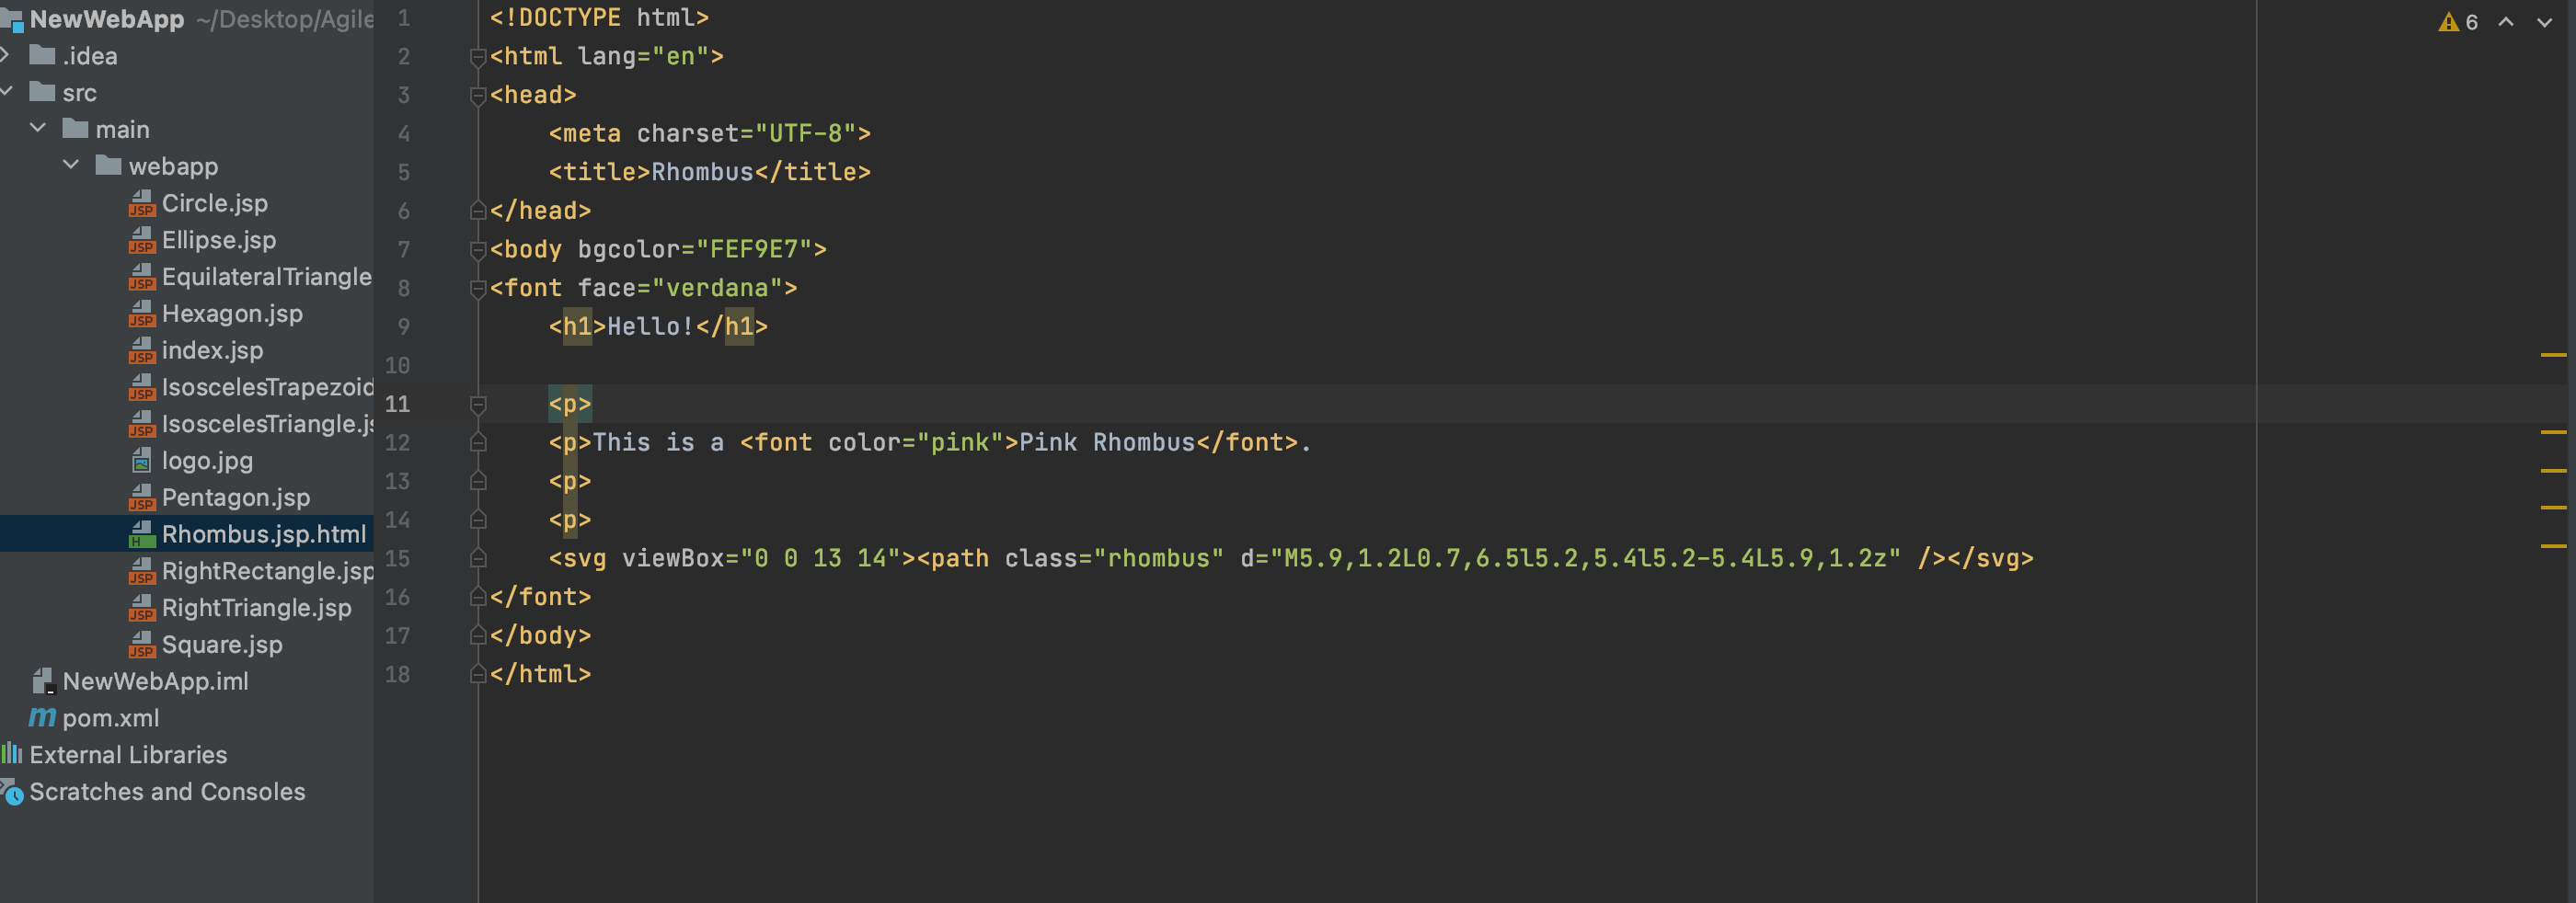 NewWebApp ~/Desktop/Agile
.idea
src
main
webapp
Circle.jsp
Ellipse.jsp
EquilateralTriangle
Hexagon.jsp
index.jsp
IsoscelesTrapezoid
IsoscelesTriangle.js
logo.jpg
Pentagon.jsp
Rhombus.jsp.html
RightRectangle.jsp
RightTriangle.jsp
Square.jsp
NewWebApp.iml
pom.xml
External Libraries
Scratches and Consoles
1 <!DOCTYPE html>
2 <html lang="en">
3 <head>
4 <meta charset="UTF-8">
5 <title>Rhombus</title>
6 </head>
7 <body bgcolor="FEF9E7">
8 <font face="verdana">
9 <h1>Hello!</h1>
10
11 <p>
12 <p>This is a <font color="pink">Pink Rhombus</font>.
13 <p>
14 <p>
15 <svg viewBox="0 0 13 14"><path class="rhombus" d="M5.9,1.2L0.7,6.5l5.2,5.4l5.2-5.4L5.9,1.2z" /></svg>
16 </font>
17 </body>
18 </html>
6